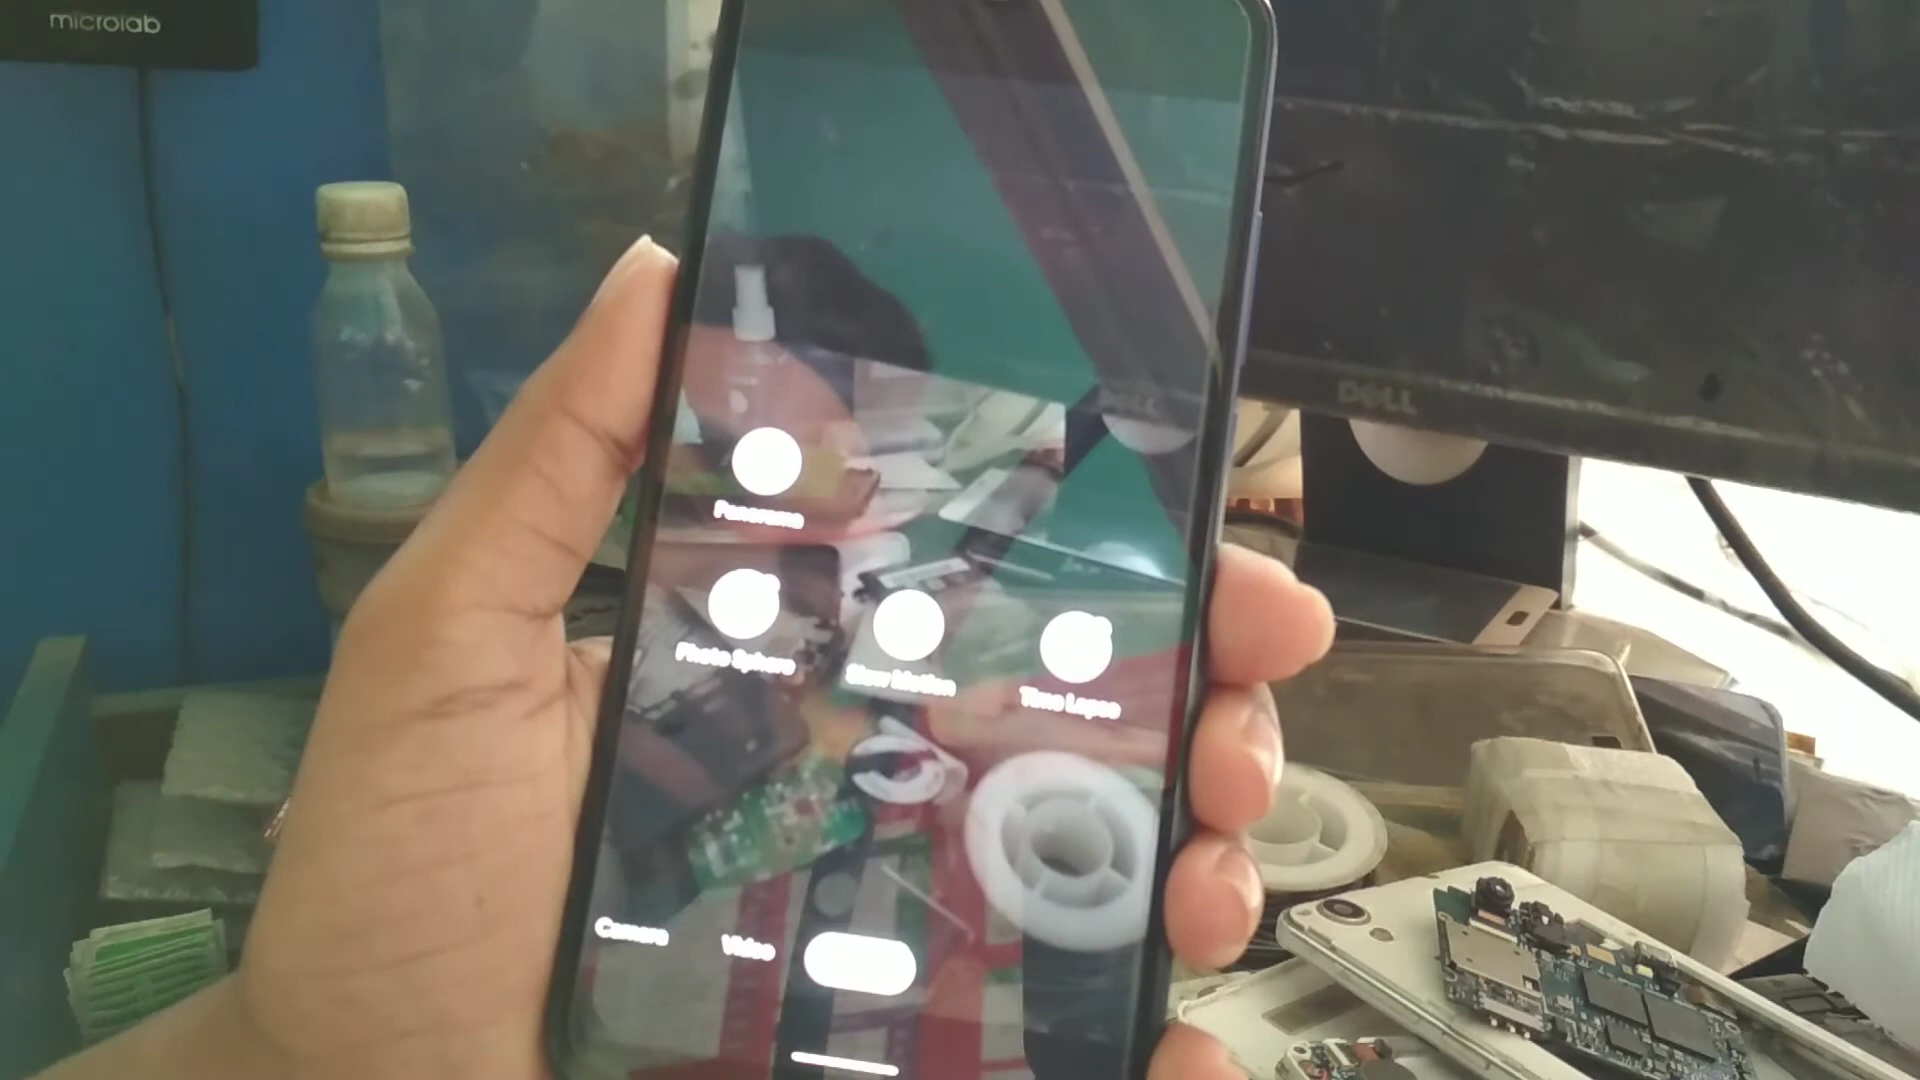 microlab
DELL
Panorama
Photo Sphere
Slow Motion
Time Lapse
Camera
Video